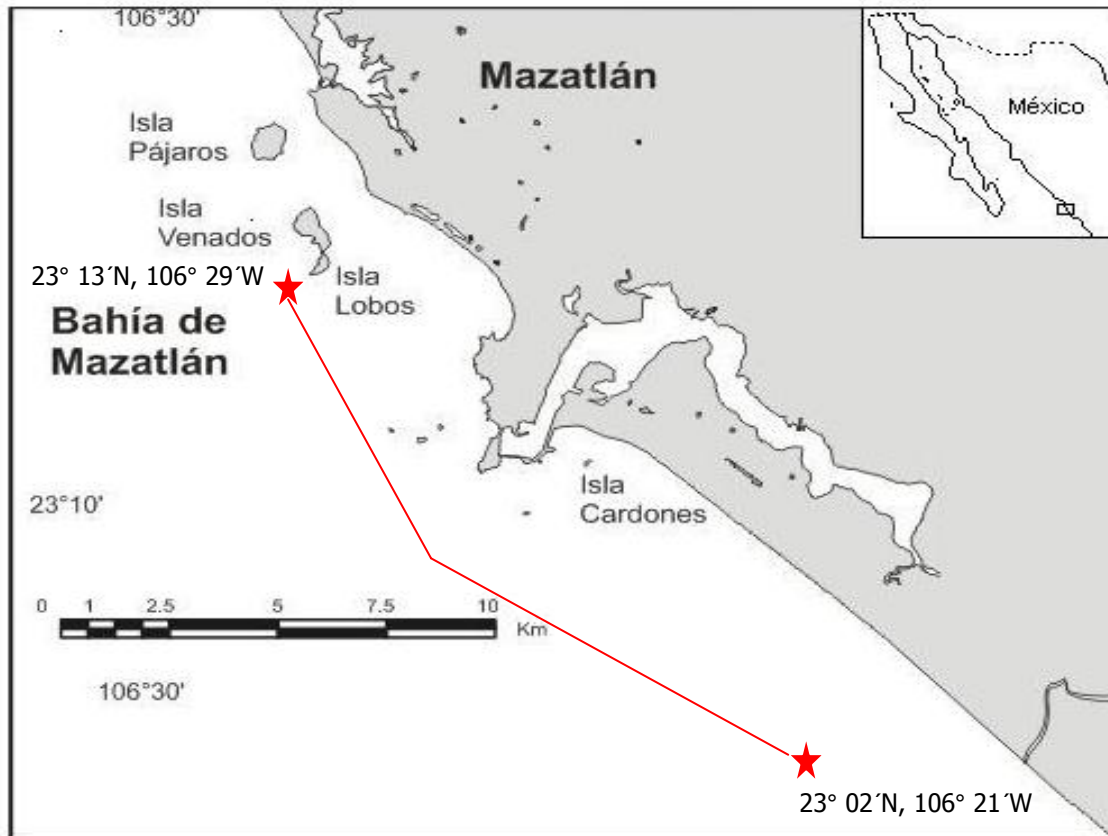 106°30'
Mazatlán
México
Isla
Pájaros
Isla
Venados
23° 13´N, 106° 29´W
Isla
Lobos
Bahía de
Mazatlán
23°10'
Isla
Cardones
0 1 2.5 5 7.5 10
Km
106°30'
23° 02´N, 106° 21´W